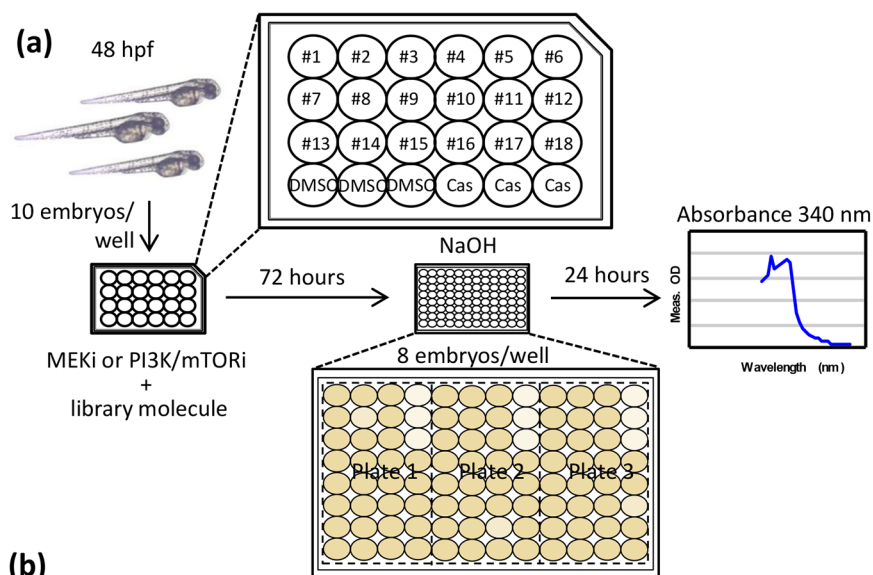 (a)
48 hpf
#1 #2 #3 #4 #5 #6
#7 #8 #9 #10 #11 #12
#13 #14 #15 #16 #17 #18
DMSO DMSO DMSO Cas Cas Cas
10 embryos/
well
NaOH
Absorbance 340 nm
72 hours
24 hours
Meas. OD
Wavelength (nm)
MEKi or PI3K/mTORi
+
library molecule
8 embryos/well
Plate 1 Plate 2 Plate 3
(b)